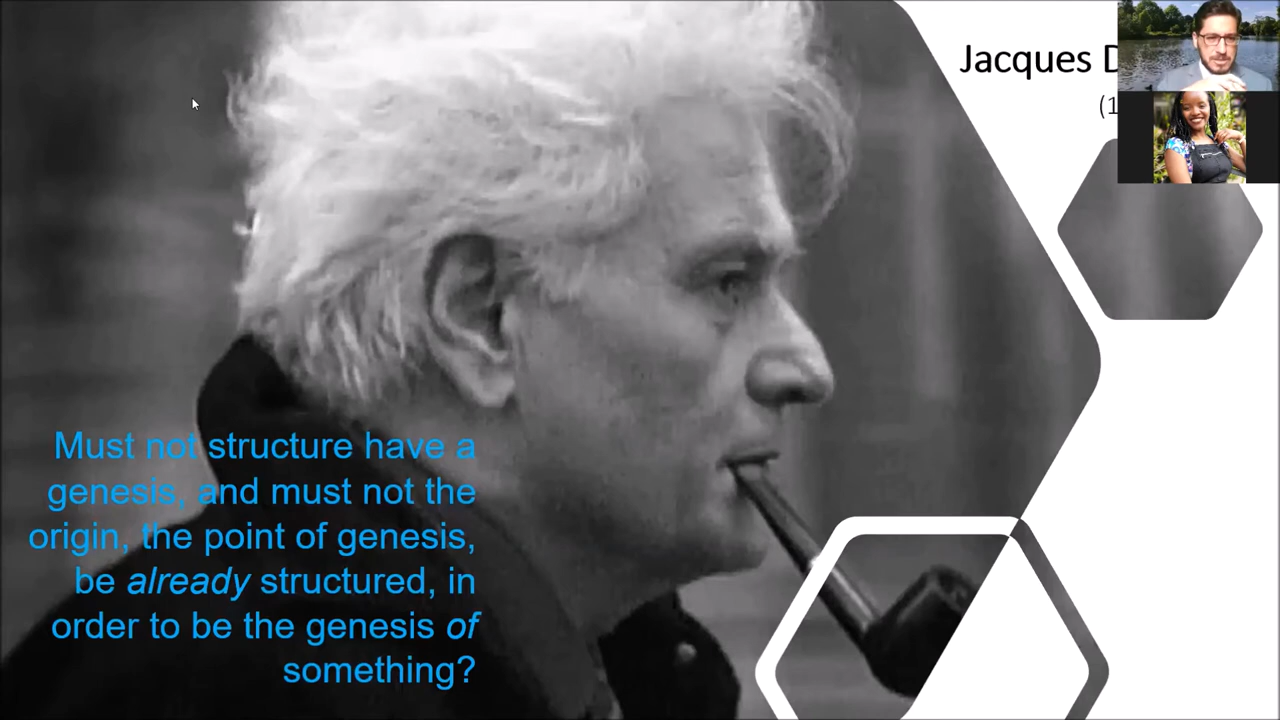 Jacques D
(1
Must not structure have a
genesis, and must not the
origin, the point of genesis,
be already structured, in
order to be the genesis of
something?